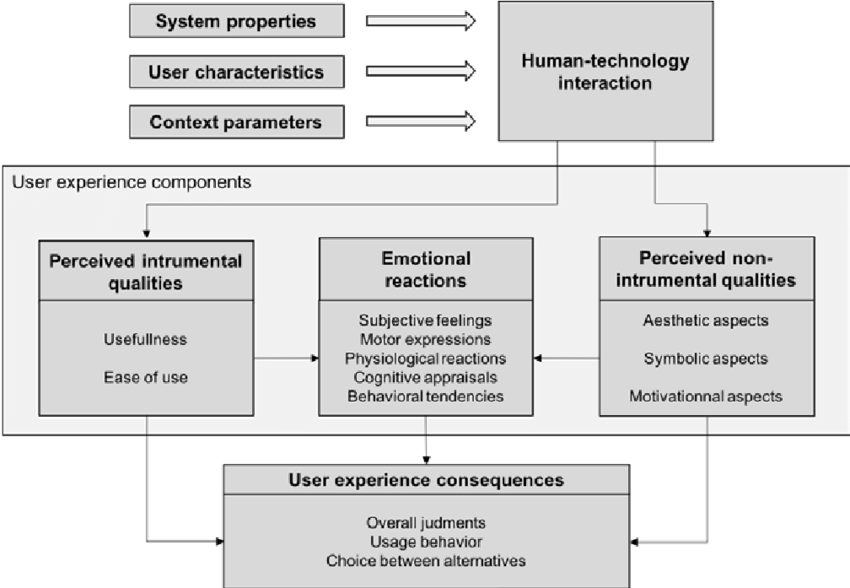 System properties
User characteristics
Context parameters
Human-technology
interaction
User experience components
Perceived intrumental
qualities
Usefullness
Ease of use
Emotional
reactions
Subjective feelings
Motor expressions
Physiological reactions
Cognitive appraisals
Behavioral tendencies
Perceived non-
intrumental qualities
Aesthetic aspects
Symbolic aspects
Motivationnal aspects
User experience consequences
Overall judments
Usage behavior
Choice between alternatives